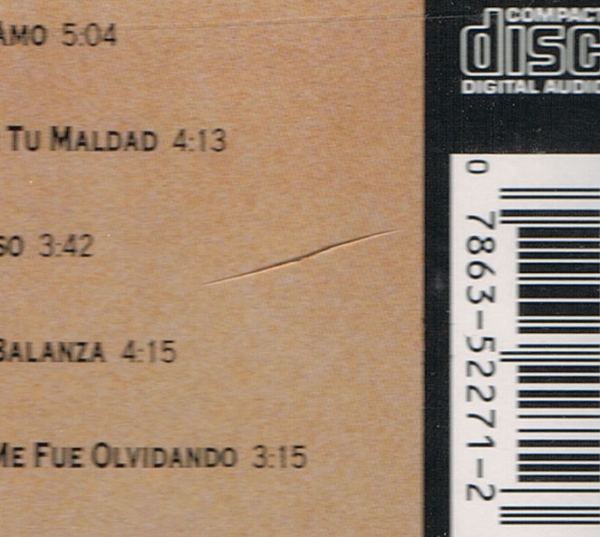 AMO 5:04
TU MALDAD 4:13
SO 3:42
BALANZA 4:15
ME FUE OLVIDANDO 3:15
COMPACT
disc
DIGITAL AUDIO
0 7863-52271-2